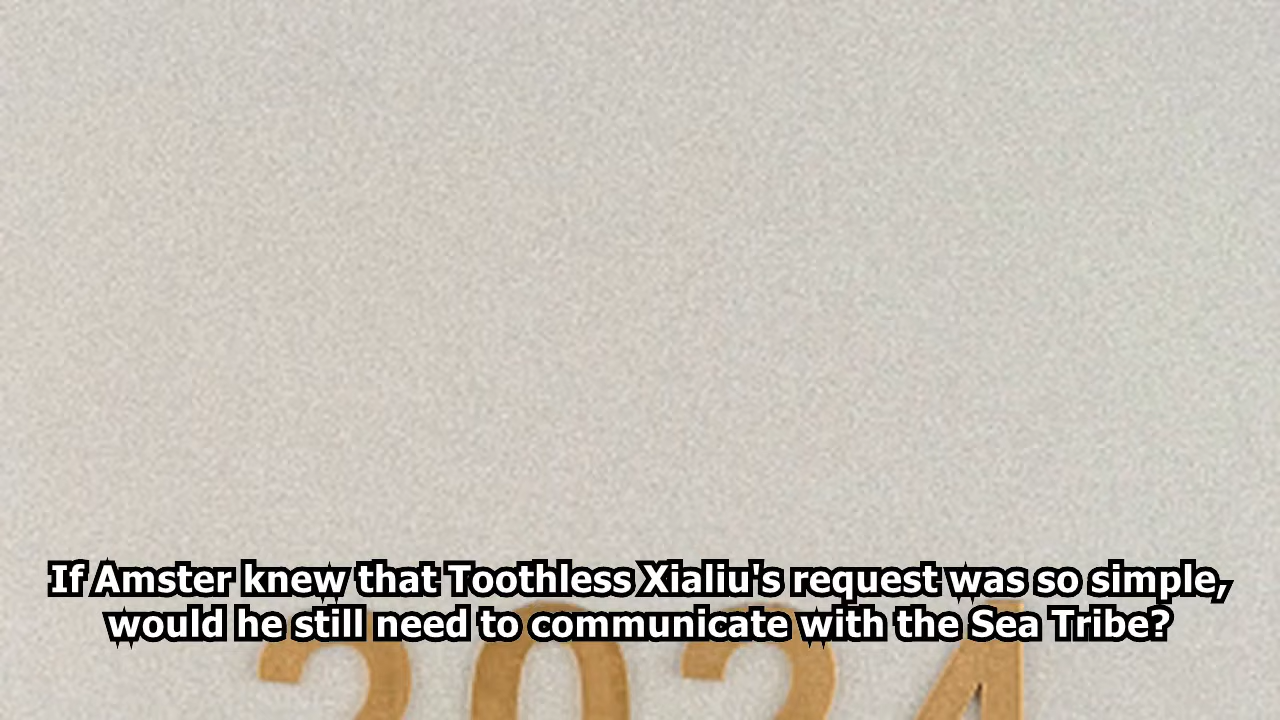 If Amster knew that Toothless Xialiu's request was so simple,
would he still need to communicate with the Sea Tribe?
2024